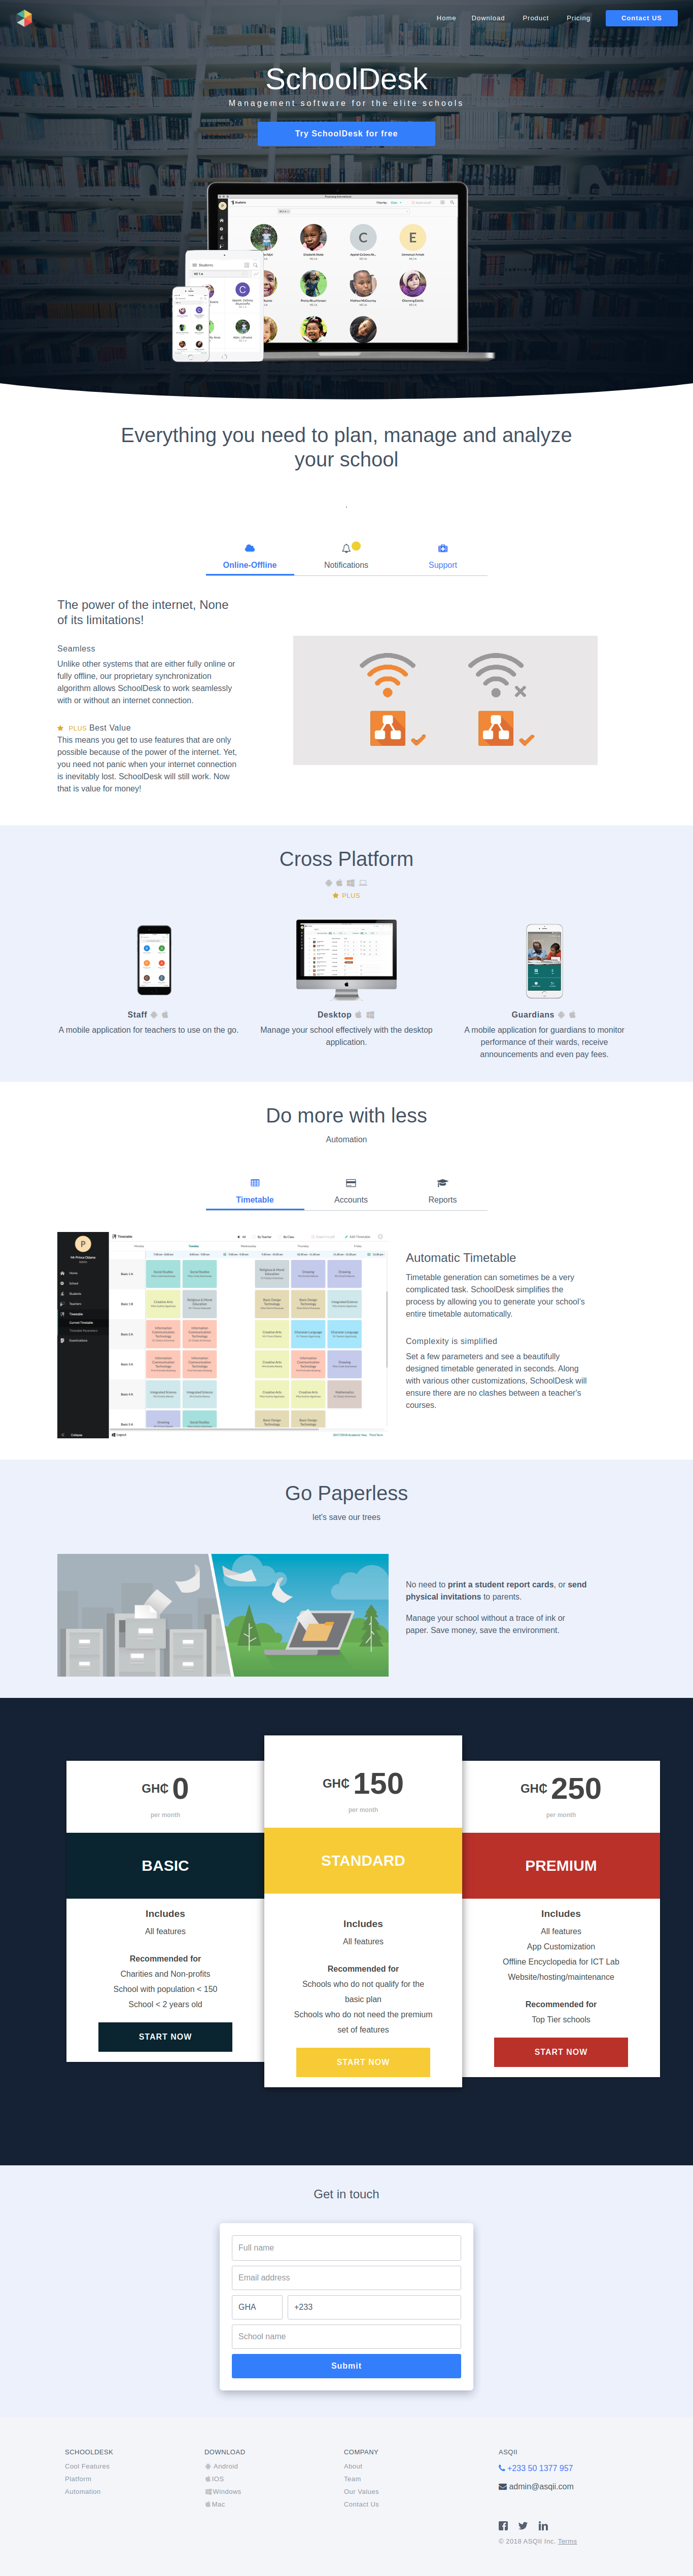 Home Download Product Pricing Contact US
SchoolDesk
Management software for the elite schools
Try SchoolDesk for free
Everything you need to plan, manage and analyze
your school
.
Online-Offline Notifications Support
The power of the internet, None
of its limitations!
Seamless
Unlike other systems that are either fully online or
fully offline, our proprietary synchronization
algorithm allows SchoolDesk to work seamlessly
with or without an internet connection.
PLUS Best Value
This means you get to use features that are only
possible because of the power of the internet. Yet,
you need not panic when your internet connection
is inevitably lost. SchoolDesk will still work. Now
that is value for money!
Cross Platform
PLUS
Staff
A mobile application for teachers to use on the go.
Desktop
Manage your school effectively with the desktop
application.
Guardians
A mobile application for guardians to monitor
performance of their wards, receive
announcements and even pay fees.
Do more with less
Automation
Timetable Accounts Reports
Automatic Timetable
Timetable generation can sometimes be a very
complicated task. SchoolDesk simplifies the
process by allowing you to generate your school's
entire timetable automatically.
Complexity is simplified
Set a few parameters and see a beautifully
designed timetable generated in seconds. Along
with various other customizations, SchoolDesk will
ensure there are no clashes between a teacher's
courses.
Go Paperless
let's save our trees
No need to print a student report cards, or send
physical invitations to parents.
Manage your school without a trace of ink or
paper. Save money, save the environment.
GH₵ 0
per month
BASIC
Includes
All features
Recommended for
Charities and Non-profits
School with population < 150
School < 2 years old
START NOW
GH₵ 150
per month
STANDARD
Includes
All features
Recommended for
Schools who do not qualify for the
basic plan
Schools who do not need the premium
set of features
START NOW
GH₵ 250
per month
PREMIUM
Includes
All features
App Customization
Offline Encyclopedia for ICT Lab
Website/hosting/maintenance
Recommended for
Top Tier schools
START NOW
Get in touch
Full name
Email address
GHA +233
School name
Submit
SCHOOLDESK
Cool Features
Platform
Automation
DOWNLOAD
Android
IOS
Windows
Mac
COMPANY
About
Team
Our Values
Contact Us
ASQII
+233 50 1377 957
admin@asqii.com
© 2018 ASQII Inc. Terms